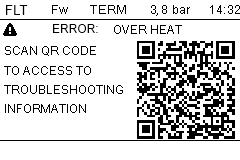 FLT Fw TERM 3,8 bar 14:32
ERROR: OVER HEAT
SCAN QR CODE
TO ACCESS TO
TROUBLESHOOTING
INFORMATION